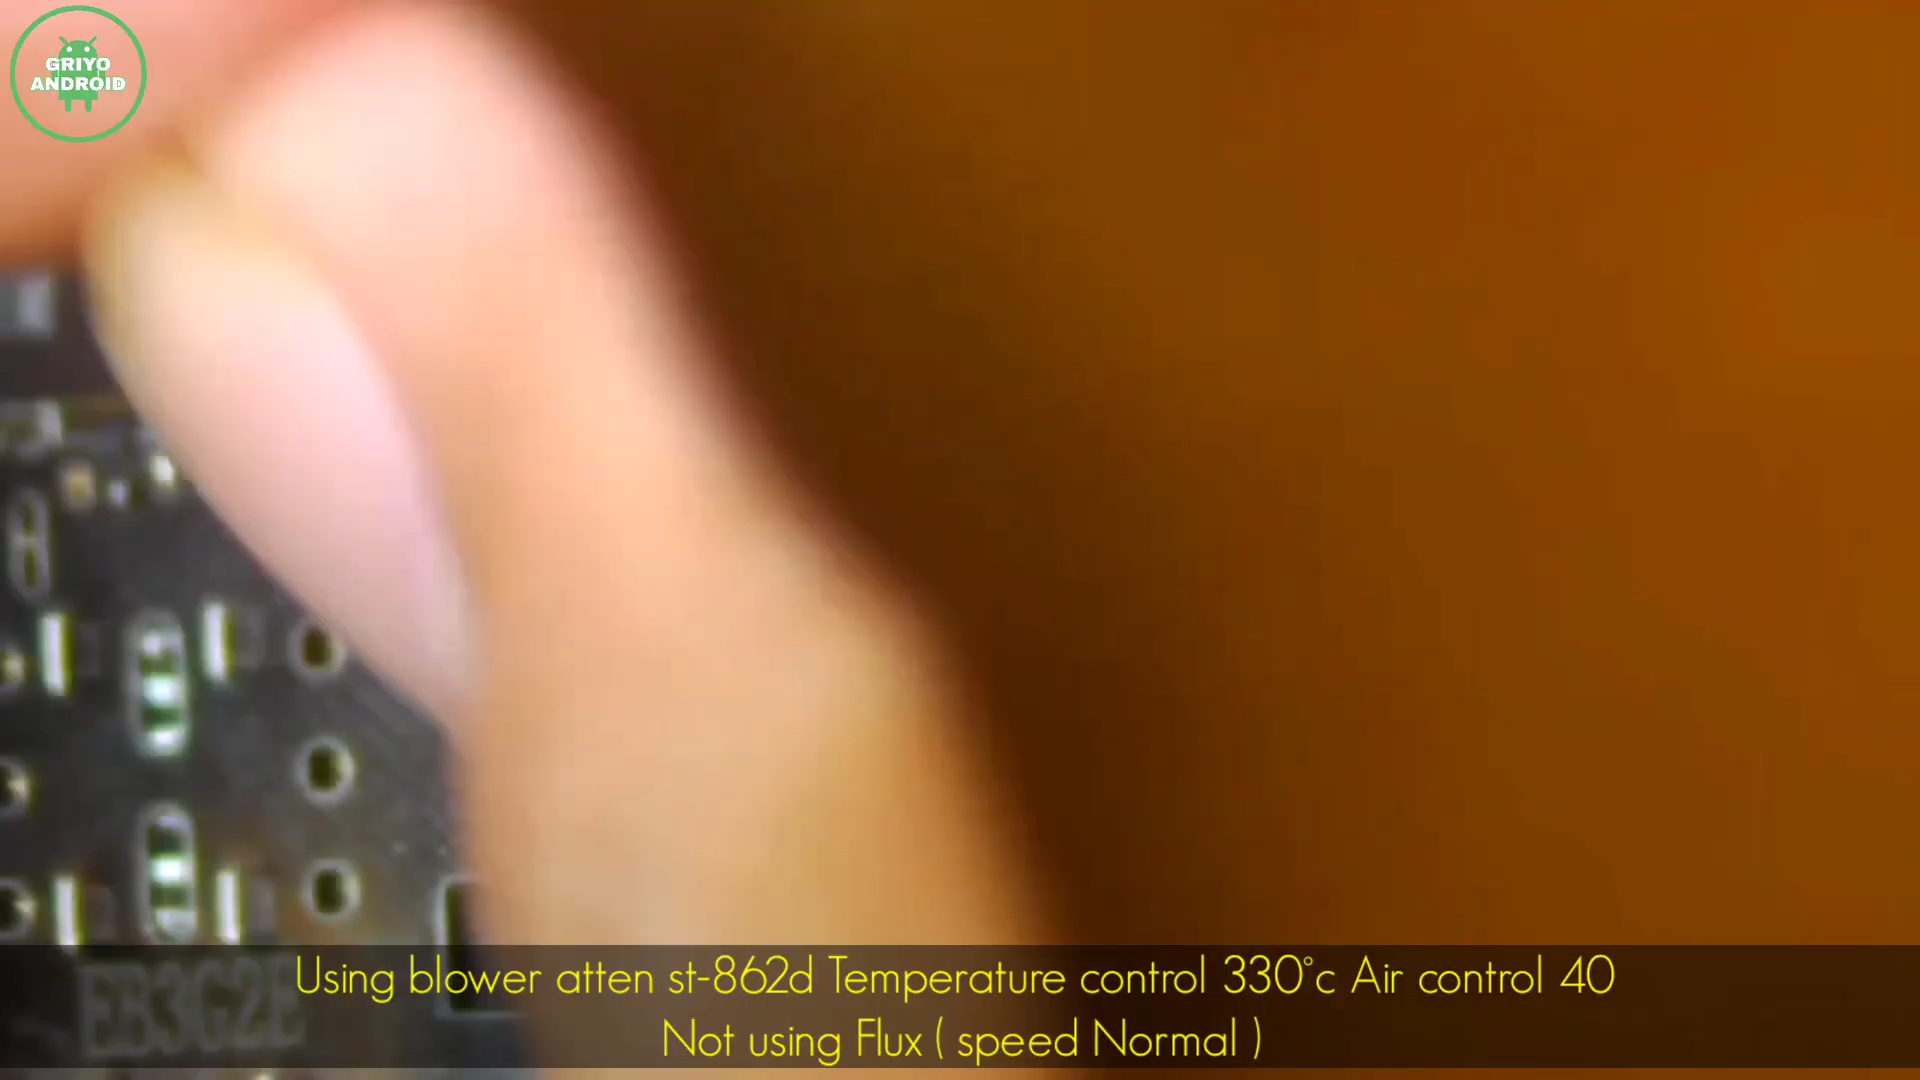 GRIYO
ANDROID
Using blower atten st-862d Temperature control 330°c Air control 40
Not using Flux ( speed Normal )